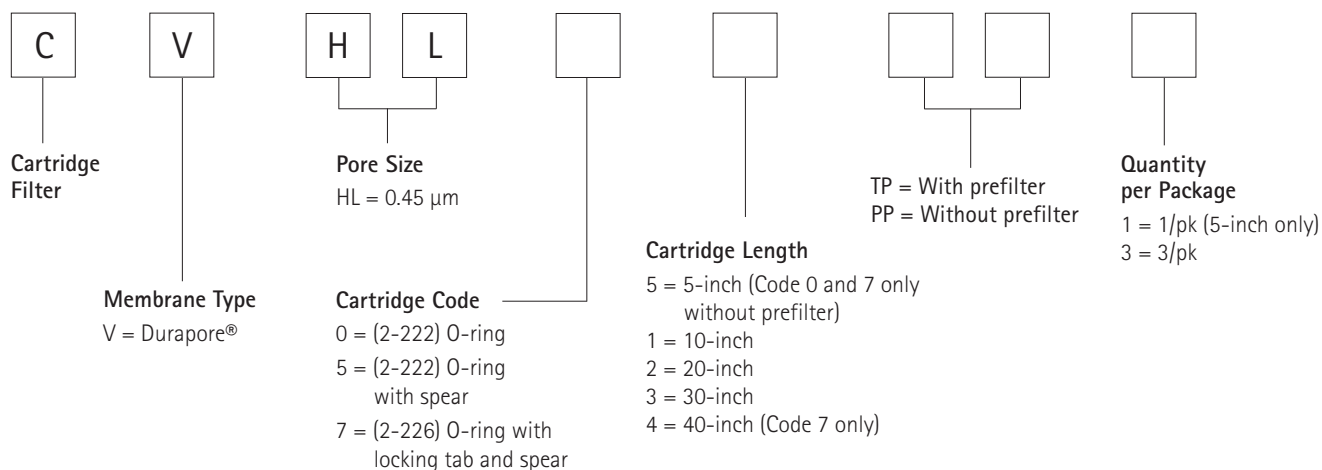 C V H L
Cartridge
Filter
Pore Size
HL = 0.45 µm
TP = With prefilter
PP = Without prefilter
Quantity
per Package
1 = 1/pk (5-inch only)
3 = 3/pk
Membrane Type
V = Durapore®
Cartridge Code
0 = (2-222) O-ring
5 = (2-222) O-ring
with spear
7 = (2-226) O-ring with
locking tab and spear
Cartridge Length
5 = 5-inch (Code 0 and 7 only
without prefilter)
1 = 10-inch
2 = 20-inch
3 = 30-inch
4 = 40-inch (Code 7 only)